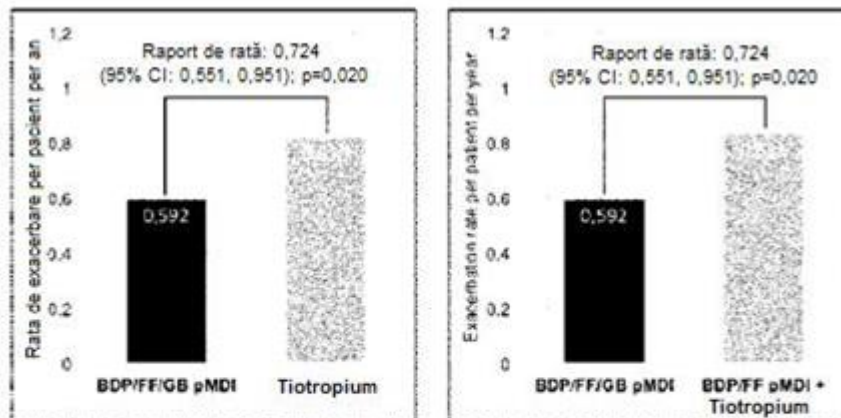 Rata de exacerbare per pacient per an
1,2
1
0,8
0.6
0.4
0.2
0
Raport de rată: 0,724
(95% CI: 0,551, 0,951); p=0,020
0,592
BDP/FF/GB pMDI
Tiotropium
Exacerbation rate per patient per year
1,2
1
0.8
0.6
0.4
0.2
0
Raport de rată: 0,724
(95% CI: 0,551, 0,951); p=0,020
0,592
BDP/FF/GB pMDI
BDP/FF pMDI +
Tiotropium